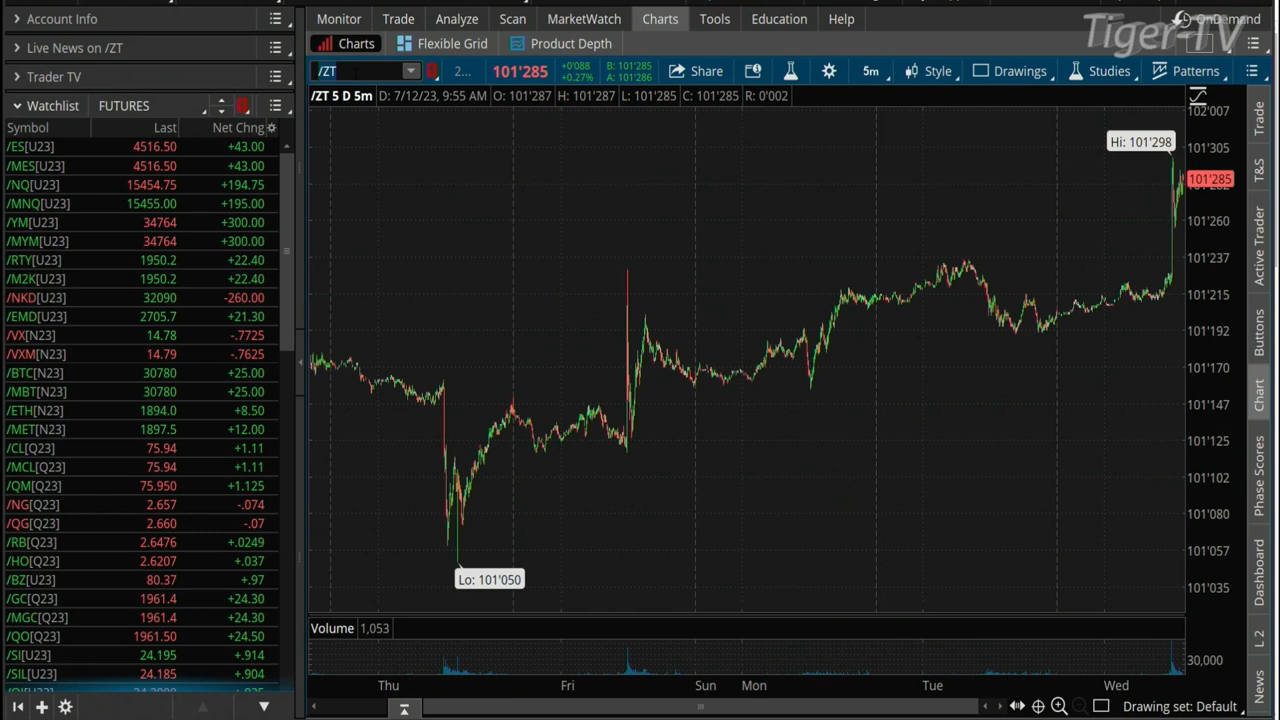 Account Info
Live News on /ZT
Trader TV
Watchlist FUTURES
Symbol Last Net Chng
/ES[U23] 4516.50 +43.00
/MES[U23] 4516.50 +43.00
/NQ[U23] 15454.75 +194.75
/MNQ[U23] 15455.00 +195.00
/YM[U23] 34764 +300.00
/MYM[U23] 34764 +300.00
/RTY[U23] 1950.2 +22.40
/M2K[U23] 1950.2 +22.40
/NKD[U23] 32090 -260.00
/EMD[U23] 2705.7 +21.30
/VX[N23] 14.78 -.7725
/VXM[N23] 14.79 -.7625
/BTC[N23] 30780 +25.00
/MBT[N23] 30780 +25.00
/ETH[N23] 1894.0 +8.50
/MET[N23] 1897.5 +12.00
/CL[Q23] 75.94 +1.11
/MCL[Q23] 75.94 +1.11
/QM[Q23] 75.950 +1.125
/NG[Q23] 2.657 -.074
/QG[Q23] 2.660 -.07
/RB[Q23] 2.6476 +.0249
/HO[Q23] 2.6207 +.037
/BZ[U23] 80.37 +.97
/GC[Q23] 1961.4 +24.30
/MGC[Q23] 1961.4 +24.30
/QO[Q23] 1961.50 +24.50
/SI[U23] 24.195 +.914
/SIL[U23] 24.185 +.904
Monitor Trade Analyze Scan MarketWatch Charts Tools Education Help
Tiger-TV
OnDemand
Charts Flexible Grid Product Depth
/ZT 2... 101'285 +0'088 B: 101'285
+0.27% A: 101'286
Share 5m Style Drawings Studies Patterns
/ZT 5 D 5m D: 7/12/23, 9:55 AM O: 101'287 H: 101'287 L: 101'285 C: 101'285 R: 0'002
102'007
Hi: 101'298
101'305
101'285
101'260
101'237
101'215
101'192
101'170
101'147
101'125
101'102
101'080
101'057
101'035
Lo: 101'050
Volume 1,053
30,000
Thu Fri Sun Mon Tue Wed
Drawing set: Default
Trade
T&S
Active Trader
Buttons
Chart
Phase Scores
Dashboard
L 2
News